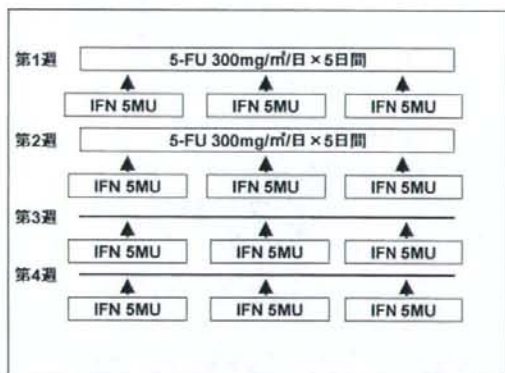 第1週 5-FU 300mg/㎡/日×5日間
IFN 5MU IFN 5MU IFN 5MU
第2週 5-FU 300mg/㎡/日×5日間
IFN 5MU IFN 5MU IFN 5MU
第3週
IFN 5MU IFN 5MU IFN 5MU
第4週
IFN 5MU IFN 5MU IFN 5MU